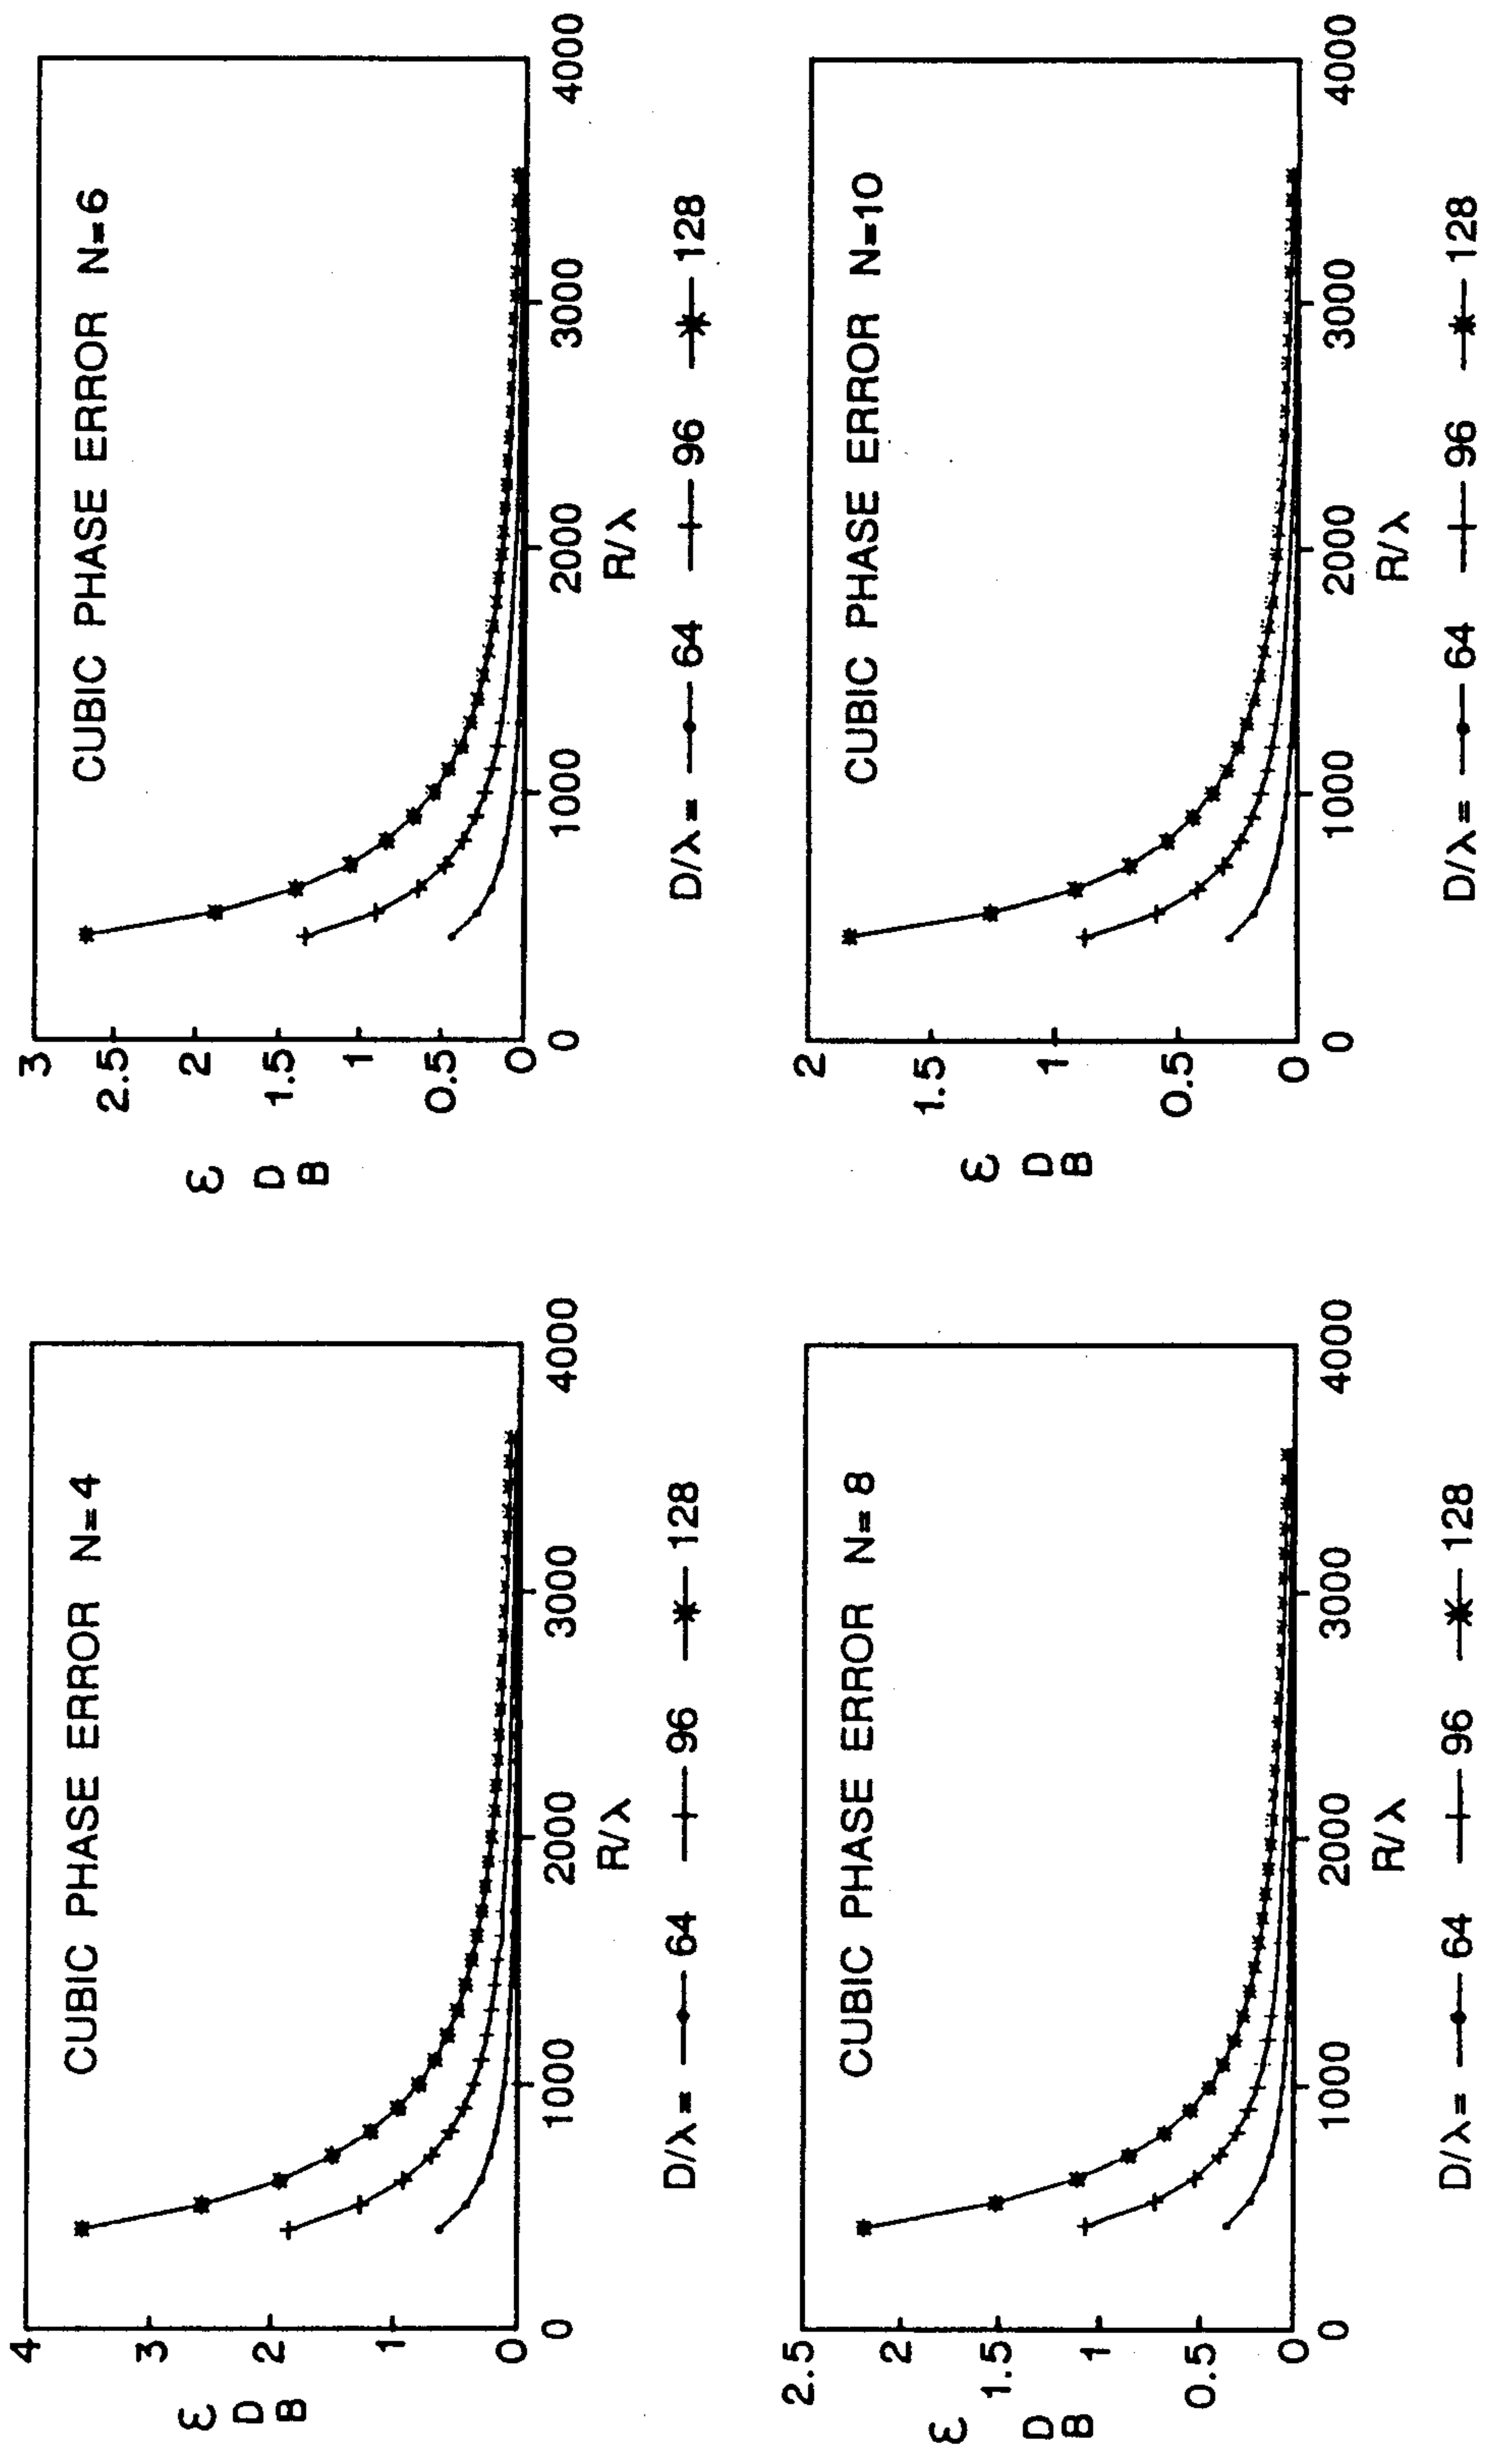 CUBIC PHASE ERROR N=4
ε
D
B
4
3
2
1
0
0
1000
2000
3000
4000
R/λ
D/λ= 64 96 128
CUBIC PHASE ERROR N=6
ε
D
B
3
2.5
2
1.5
1
0.5
0
0
1000
2000
3000
4000
R/λ
D/λ= 64 96 128
CUBIC PHASE ERROR N=8
ε
D
B
2.5
2
1.5
1
0.5
0
0
1000
2000
3000
4000
R/λ
D/λ= 64 96 128
CUBIC PHASE ERROR N=10
ε
D
B
2
1.5
1
0.5
0
0
1000
2000
3000
4000
R/λ
D/λ= 64 96 128